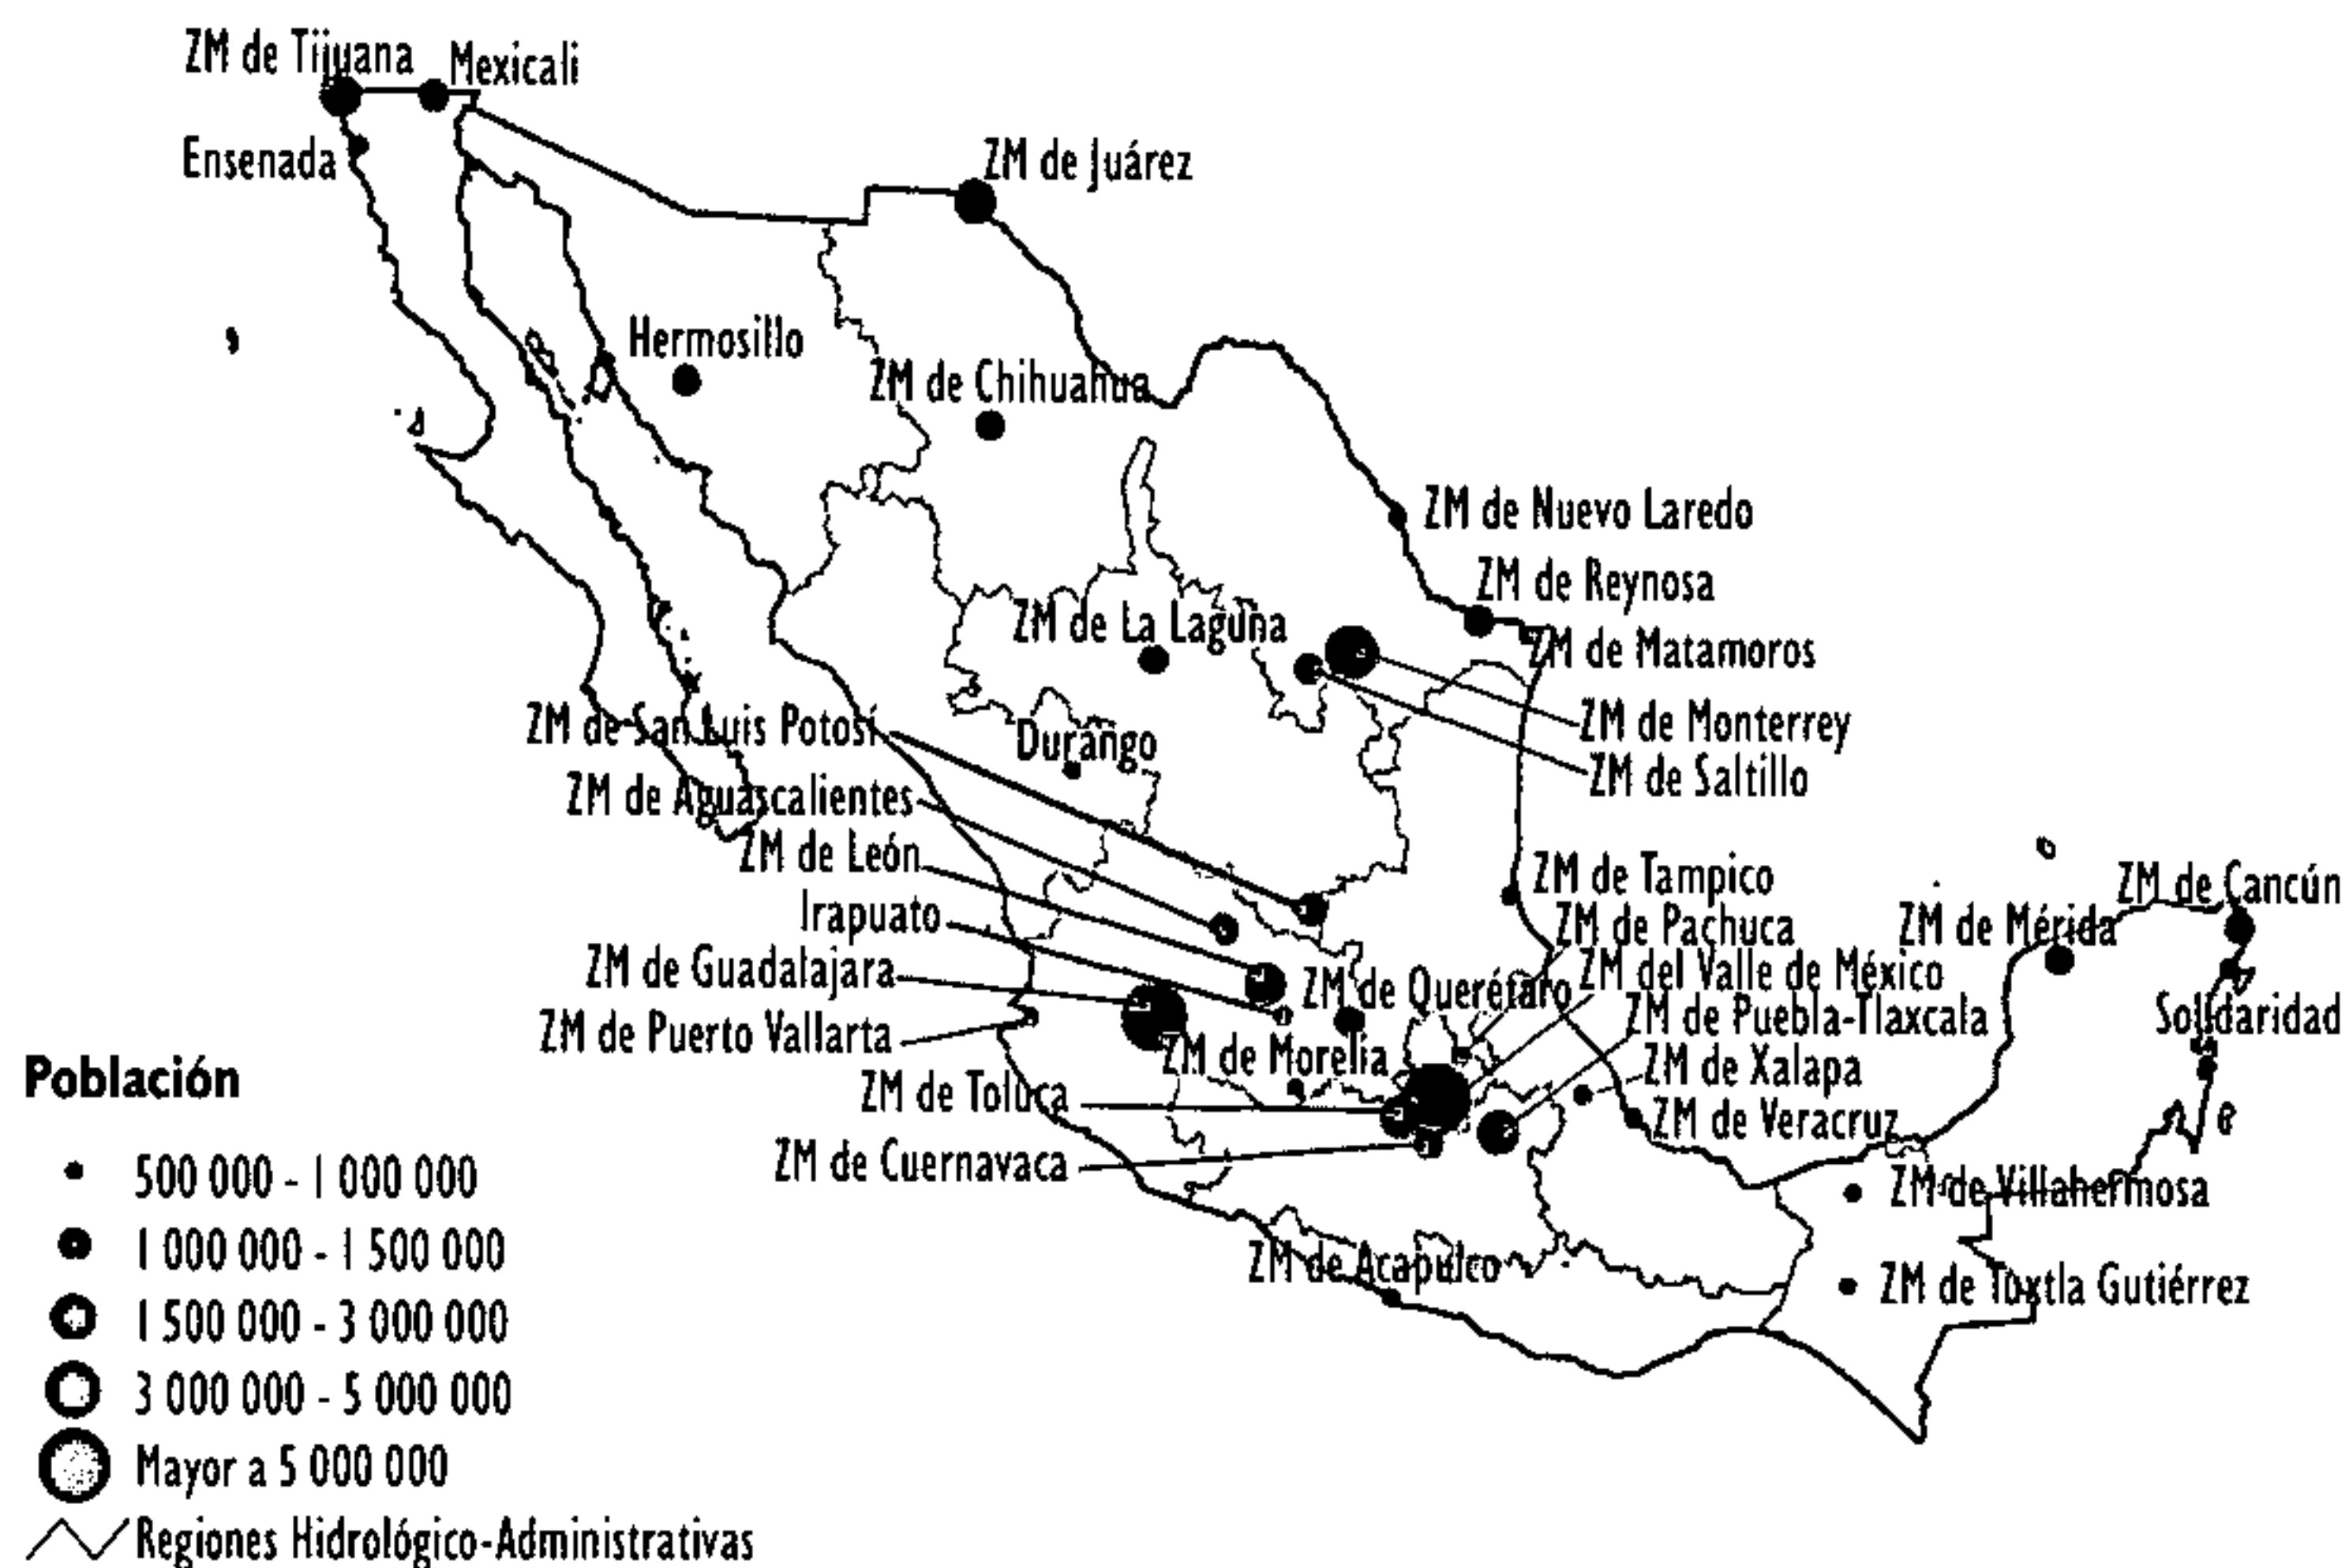 ZM de Tijuana
Mexicali
Ensenada
ZM de Juárez
Hermosillo
ZM de Chihuahua
ZM de Nuevo Laredo
ZM de Reynosa
ZM de La Laguna
ZM de Matamoros
ZM de Monterrey
ZM de San Luis Potosí
Durango
ZM de Saltillo
ZM de Aguascalientes
ZM de León
ZM de Tampico
ZM de Cancún
Irapuato
ZM de Pachuca
ZM de Mérida
ZM de Guadalajara
ZM del Valle de México
ZM de Querétaro
ZM de Puebla-Tlaxcala
Solidaridad
ZM de Puerto Vallarta
ZM de Morelia
ZM de Xalapa
ZM de Toluca
ZM de Veracruz
ZM de Cuernavaca
ZM de Villahermosa
ZM de Acapulco
ZM de Tuxtla Gutiérrez
Población
500 000 - 1 000 000
1 000 000 - 1 500 000
1 500 000 - 3 000 000
3 000 000 - 5 000 000
Mayor a 5 000 000
Regiones Hidrológico-Administrativas